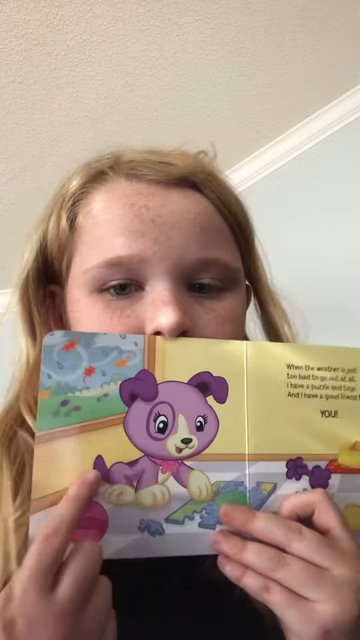 When the weather is just
too bad to go out at all,
I have a puzzle and toys
And I have a good friend
YOU!